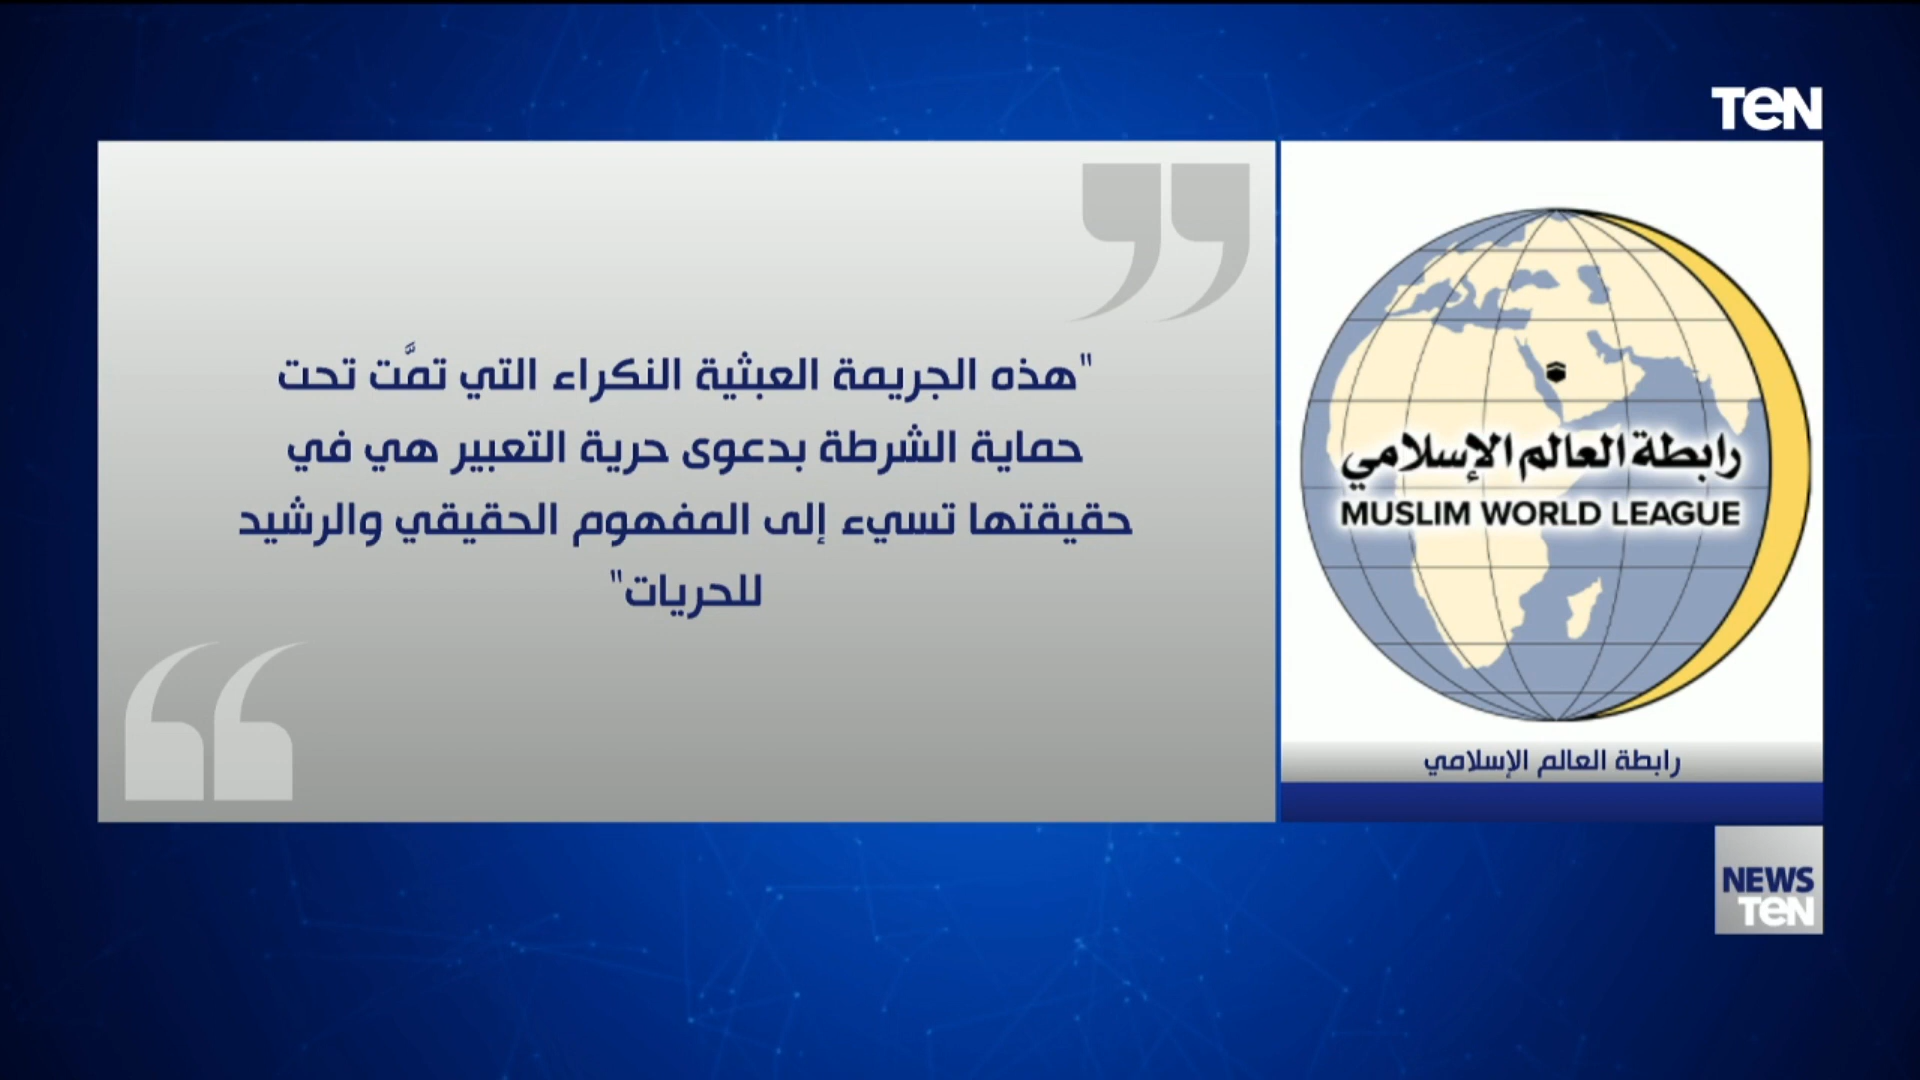 TeN
"هذه الجريمة العبثية النكراء التي تمَّت تحت
حماية الشرطة بدعوى حرية التعبير هي في
حقيقتها تسيء إلى المفهوم الحقيقي والرشيد
للحريات"
رابطة العالم الإسلامي
MUSLIM WORLD LEAGUE
رابطة العالم الإسلامي
NEWS
TeN